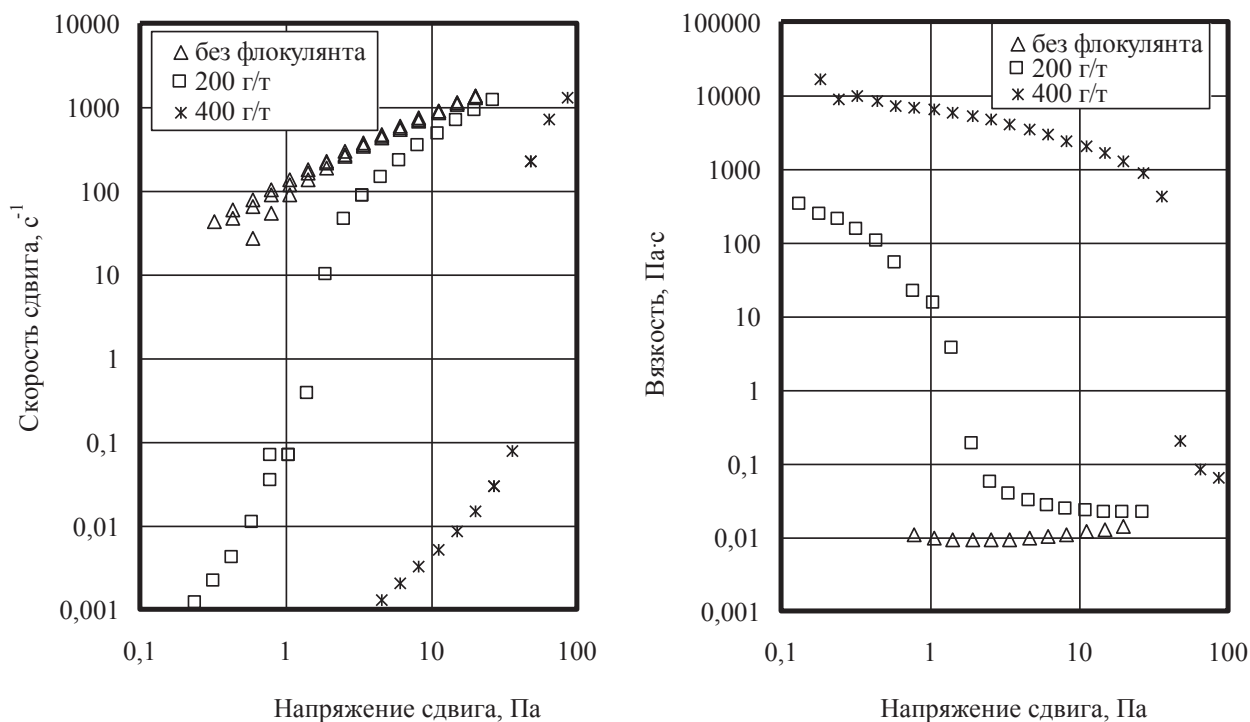 10000
1000
100
10
1
0,1
0,01
0,001
0,1
1
10
100
Скорость сдвига, с-1
Напряжение сдвига, Па
без флокулянта
200 г/т
400 г/т
100000
10000
1000
100
10
1
0,1
0,01
0,001
0,1
1
10
100
Вязкость, Па·с
Напряжение сдвига, Па
без флокулянта
200 г/т
400 г/т